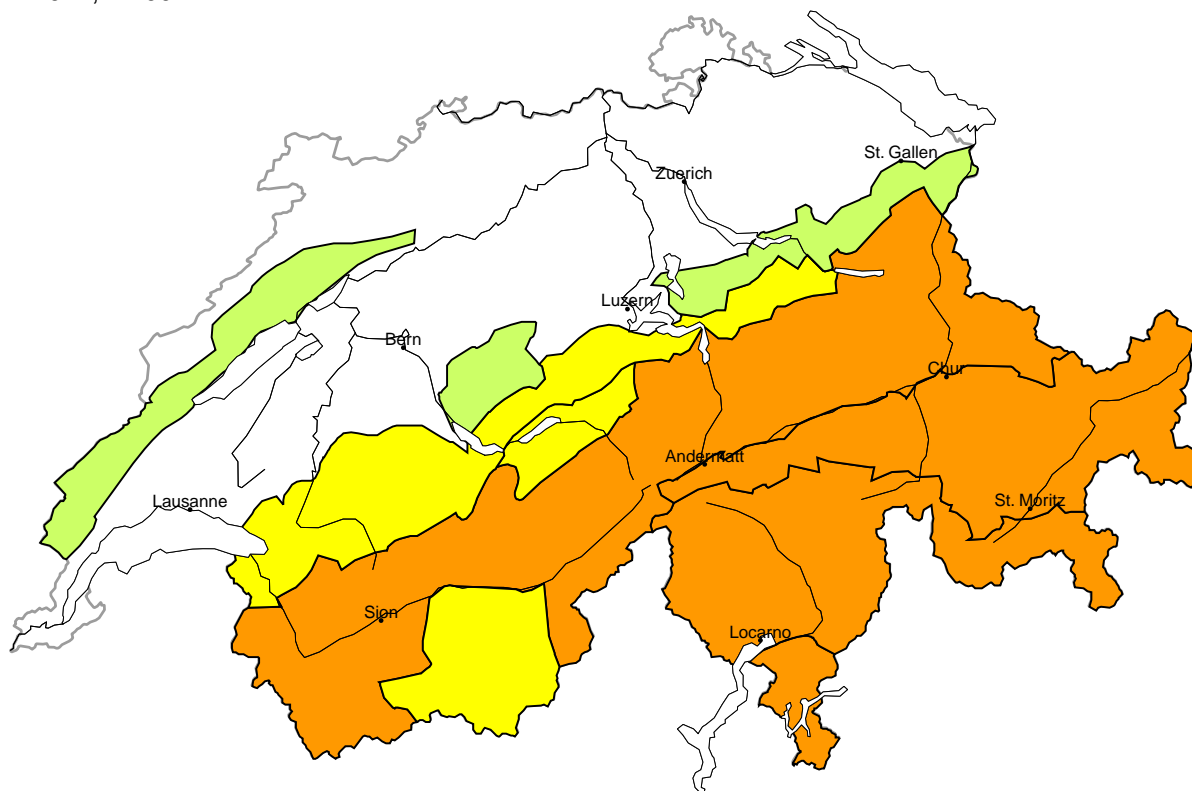 St. Gallen
Zuerich
Luzern
Bern
Chur
Andermatt
Lausanne
St. Moritz
Sion
Locarno